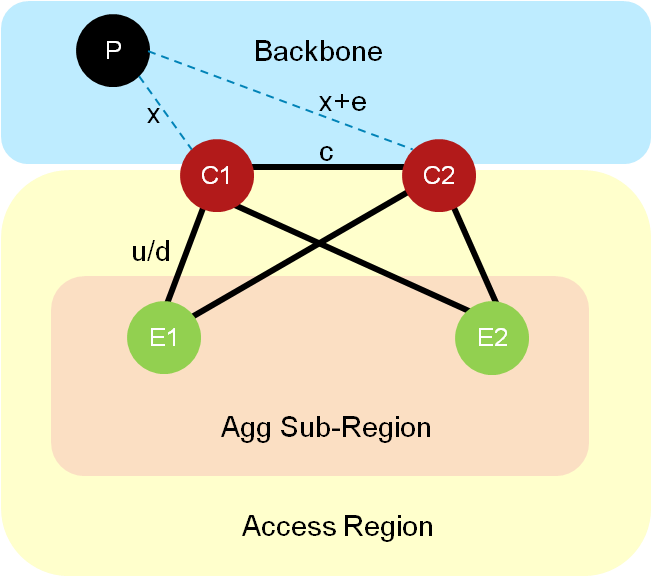 P
Backbone
x
x+e
c
C1
C2
u/d
E1
E2
Agg Sub-Region
Access Region